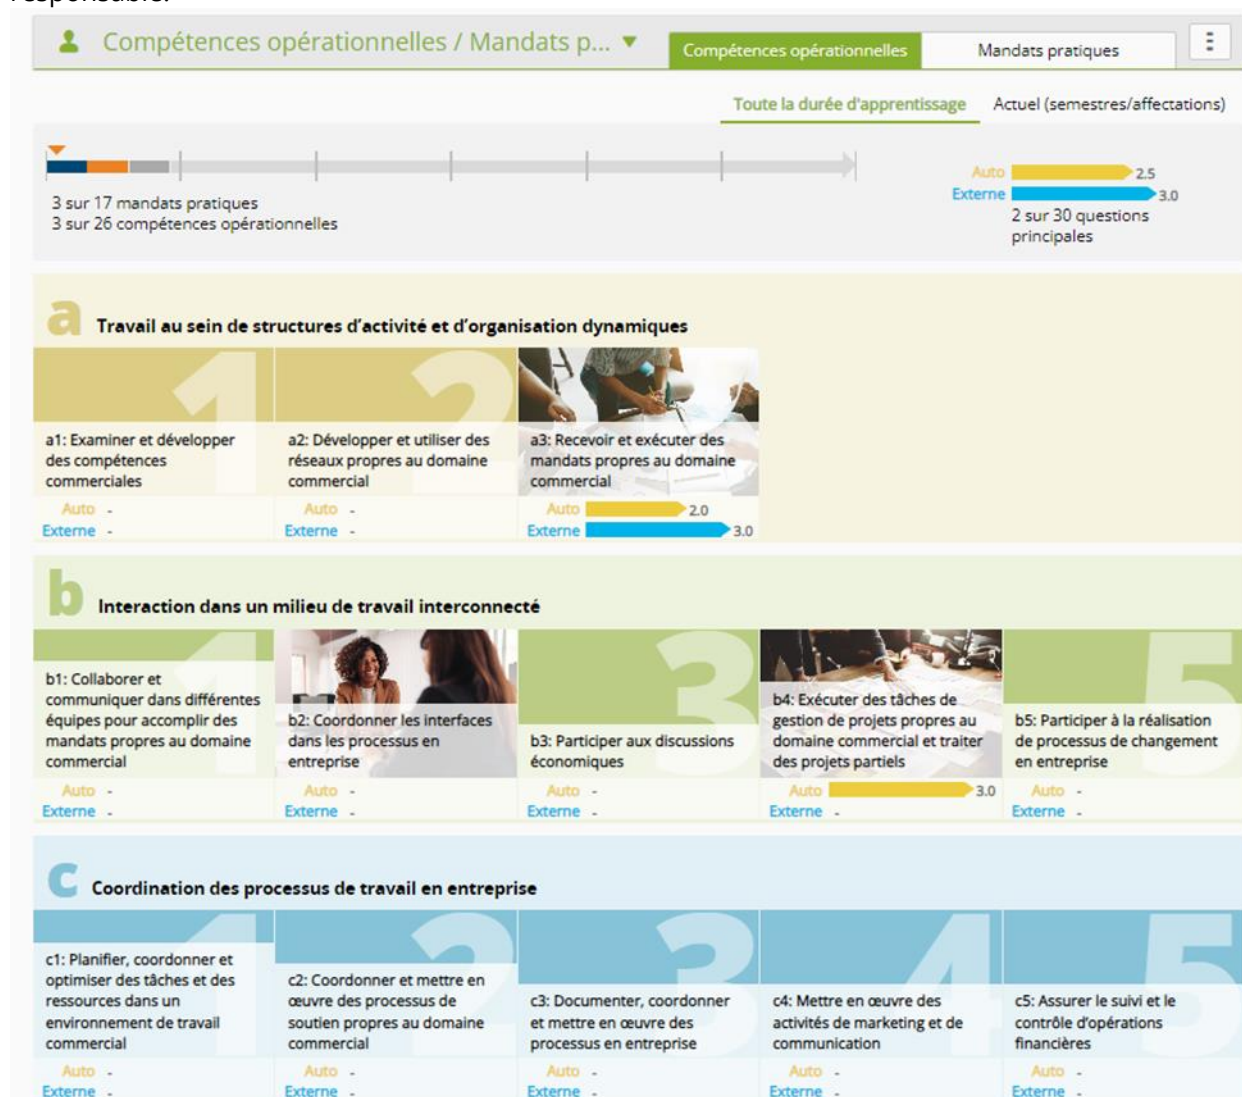 responsable.
Compétences opérationnelles / Mandats p...
Compétences opérationnelles
Mandats pratiques
Toute la durée d'apprentissage
Actuel (semestres/affectations)
3 sur 17 mandats pratiques
3 sur 26 compétences opérationnelles
Auto 2.5
Externe 3.0
2 sur 30 questions
principales
a Travail au sein de structures d'activité et d'organisation dynamiques
1
a1: Examiner et développer
des compétences
commerciales
Auto -
Externe -
2
a2: Développer et utiliser des
réseaux propres au domaine
commercial
Auto -
Externe -
a3: Recevoir et exécuter des
mandats propres au domaine
commercial
Auto 2.0
Externe 3.0
b Interaction dans un milieu de travail interconnecté
1
b1: Collaborer et
communiquer dans différentes
équipes pour accomplir des
mandats propres au domaine
commercial
Auto -
Externe -
b2: Coordonner les interfaces
dans les processus en
entreprise
Auto -
Externe -
3
b3: Participer aux discussions
économiques
Auto -
Externe -
b4: Exécuter des tâches de
gestion de projets propres au
domaine commercial et traiter
des projets partiels
Auto 3.0
Externe -
5
b5: Participer à la réalisation
de processus de changement
en entreprise
Auto -
Externe -
c Coordination des processus de travail en entreprise
1
c1: Planifier, coordonner et
optimiser des tâches et des
ressources dans un
environnement de travail
commercial
Auto -
Externe -
2
c2: Coordonner et mettre en
œuvre des processus de
soutien propres au domaine
commercial
Auto -
Externe -
3
c3: Documenter, coordonner
et mettre en œuvre des
processus en entreprise
Auto -
Externe -
4
c4: Mettre en œuvre des
activités de marketing et de
communication
Auto -
Externe -
5
c5: Assurer le suivi et le
contrôle d'opérations
financières
Auto -
Externe -